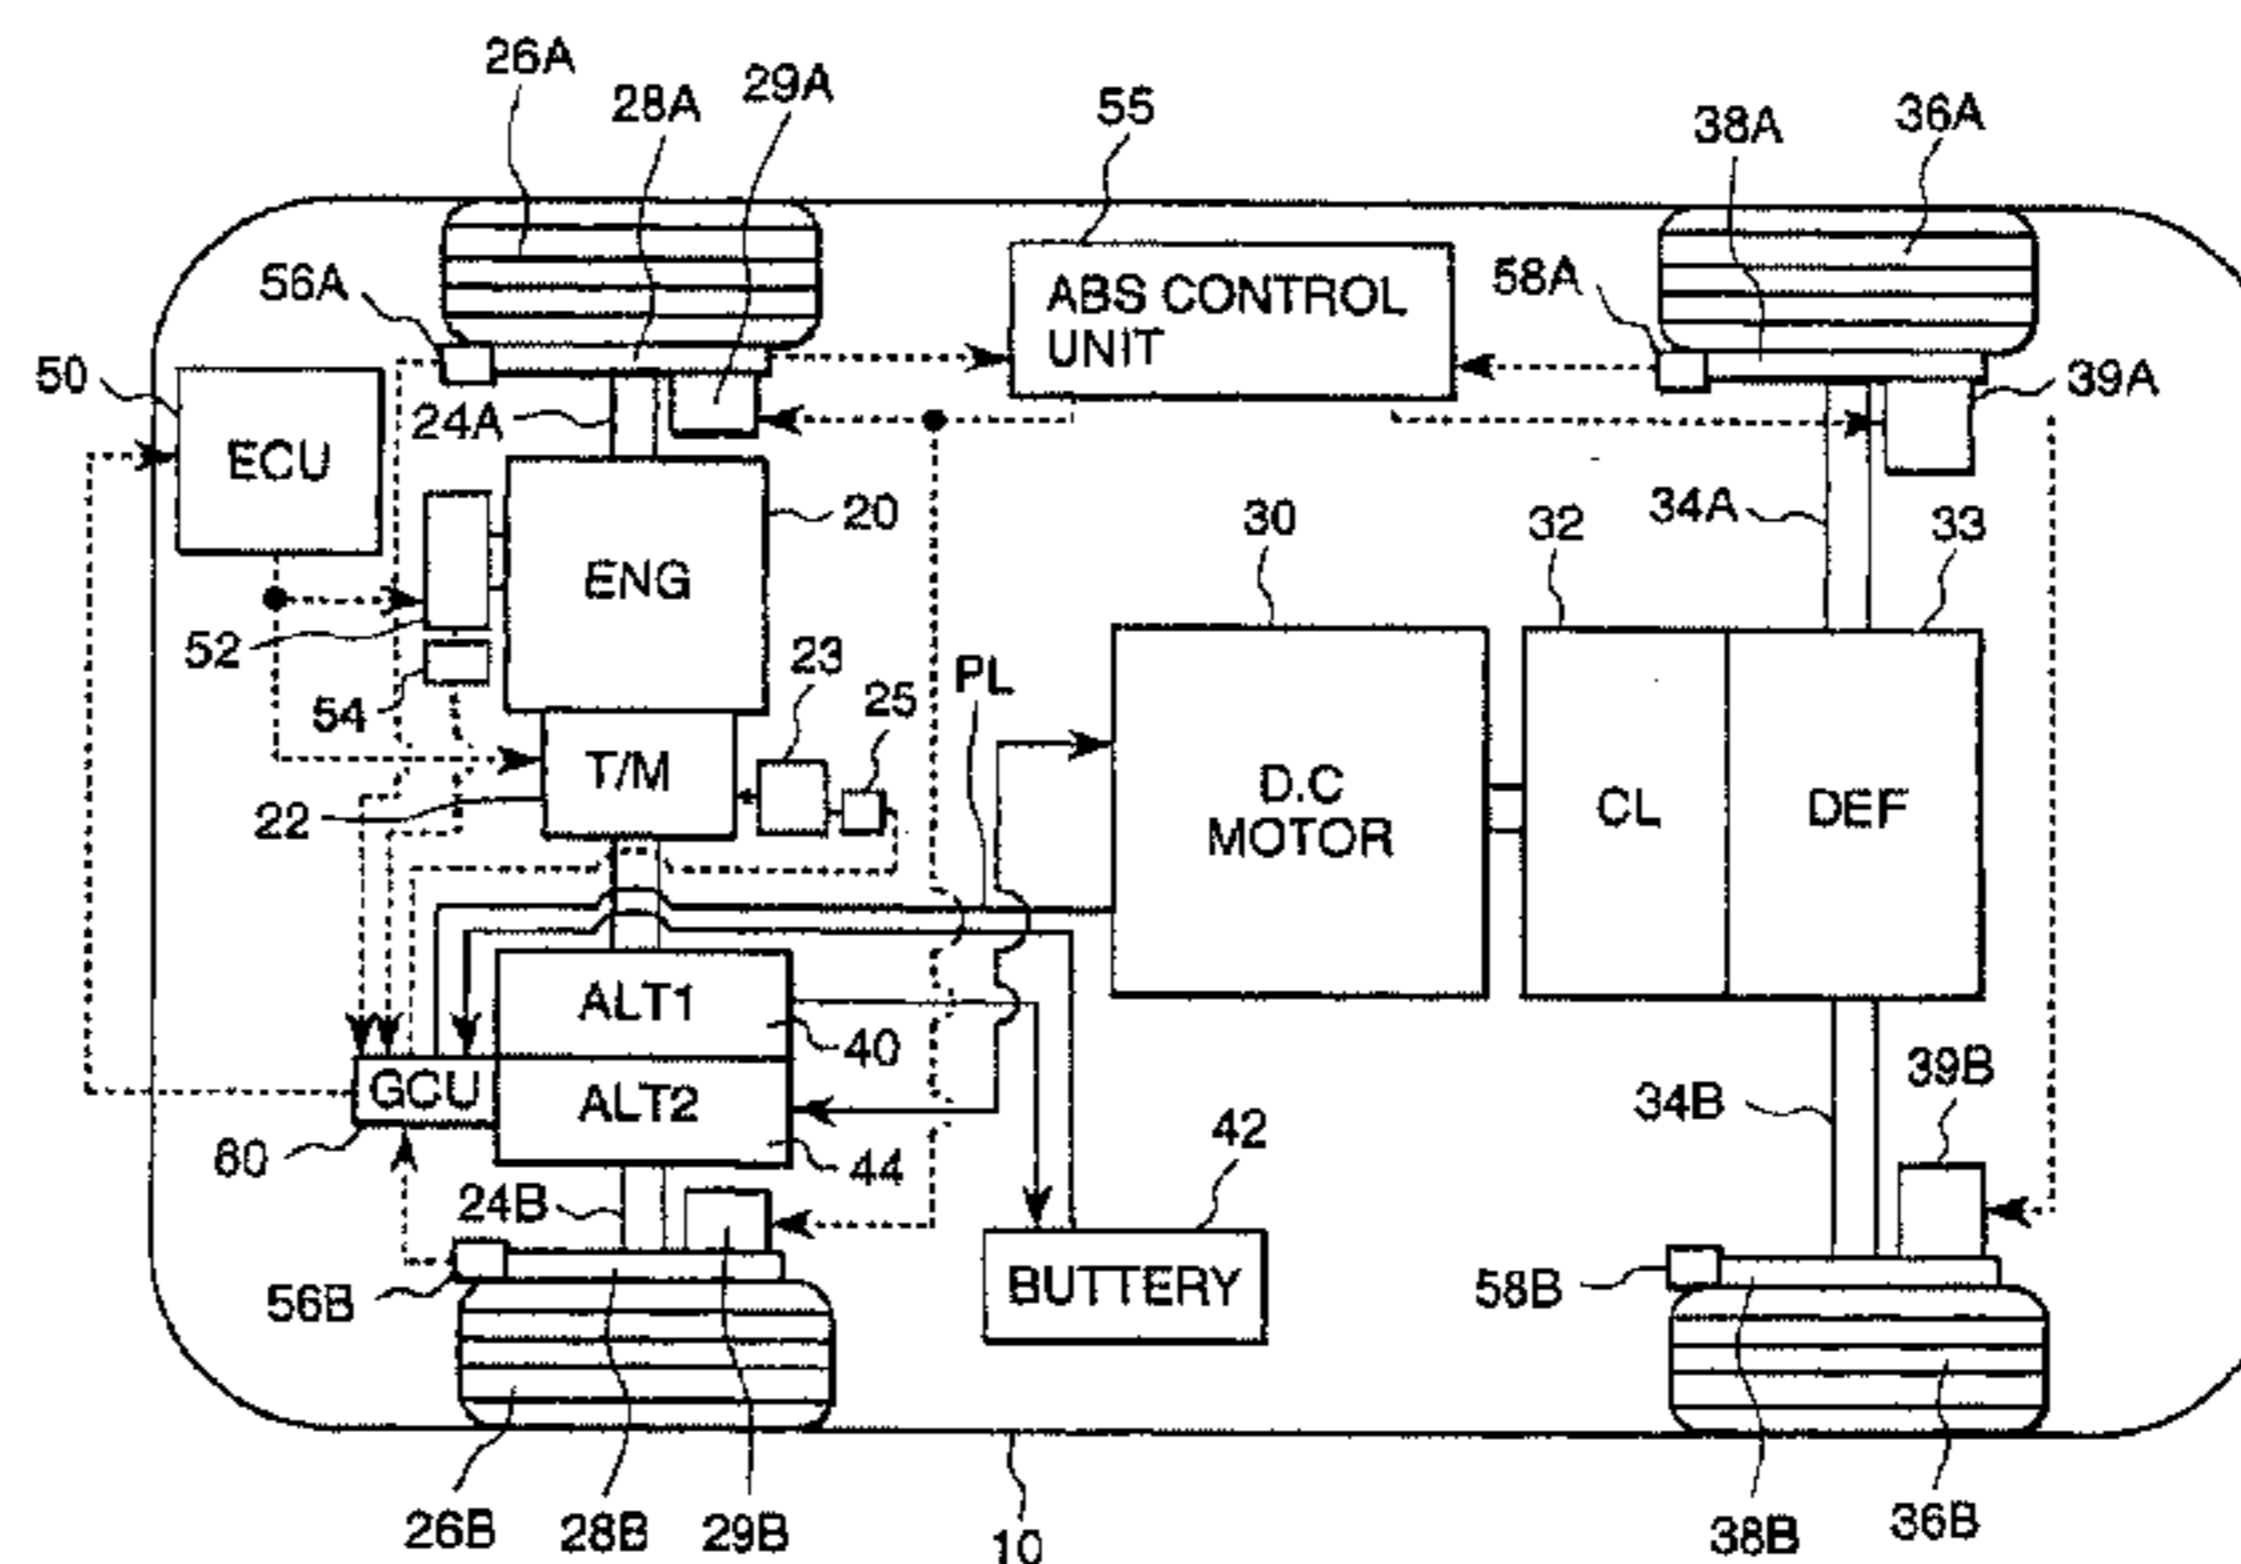 26A
28A
29A
55
38A
36A
56A
ABS CONTROL
UNIT
58A
50
39A
24A
ECU
20
30
34A
32
33
ENG
52
23
54
PL
25
T/M
22
D.C
MOTOR
CL
DEF
ALT1
40
GCU
ALT2
39B
34B
60
44
42
24B
56B
BUTTERY
58B
26B
28B
29B
10
38B
36B